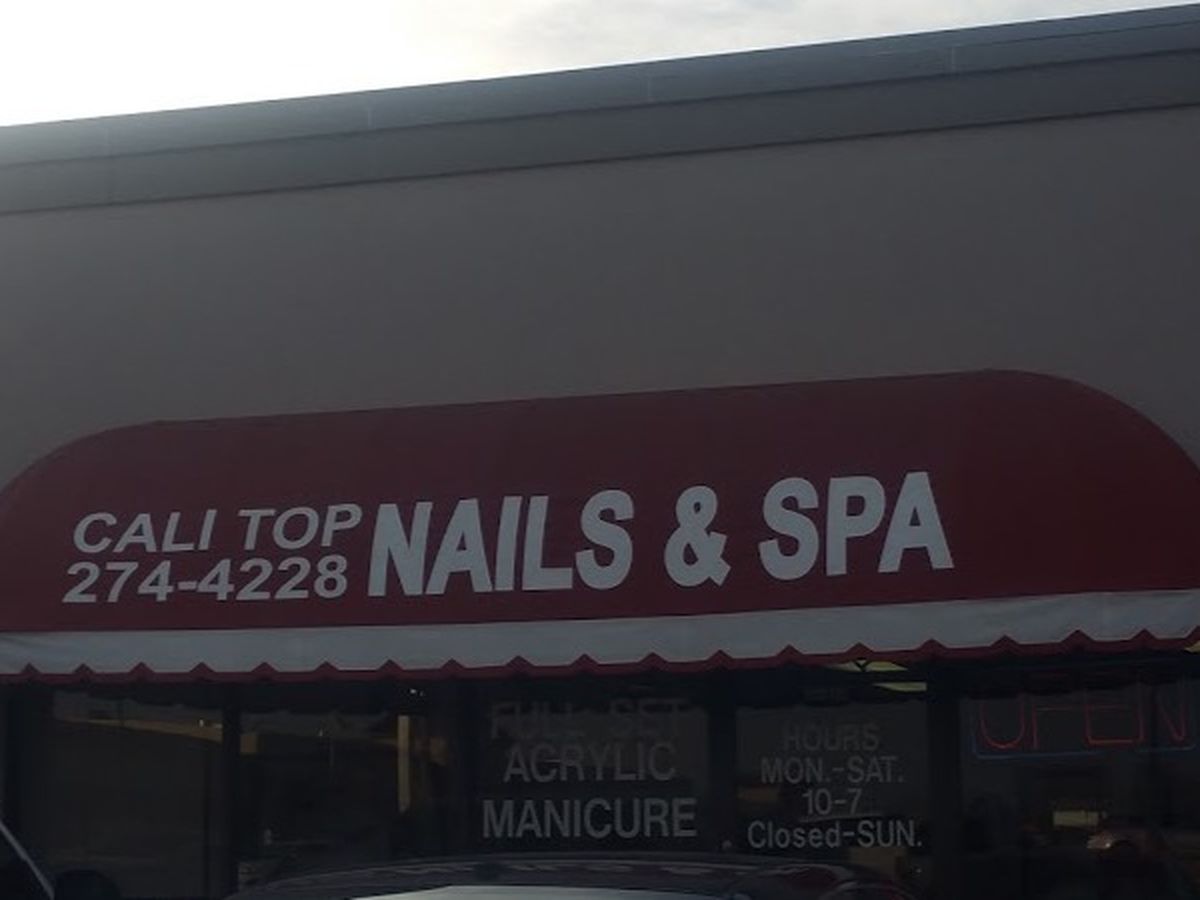 CALI TOP
274-4228
NAILS & SPA
FULL SET
ACRYLIC
MANICURE
HOURS
MON.-SAT.
10-7
Closed-SUN.
OPEN